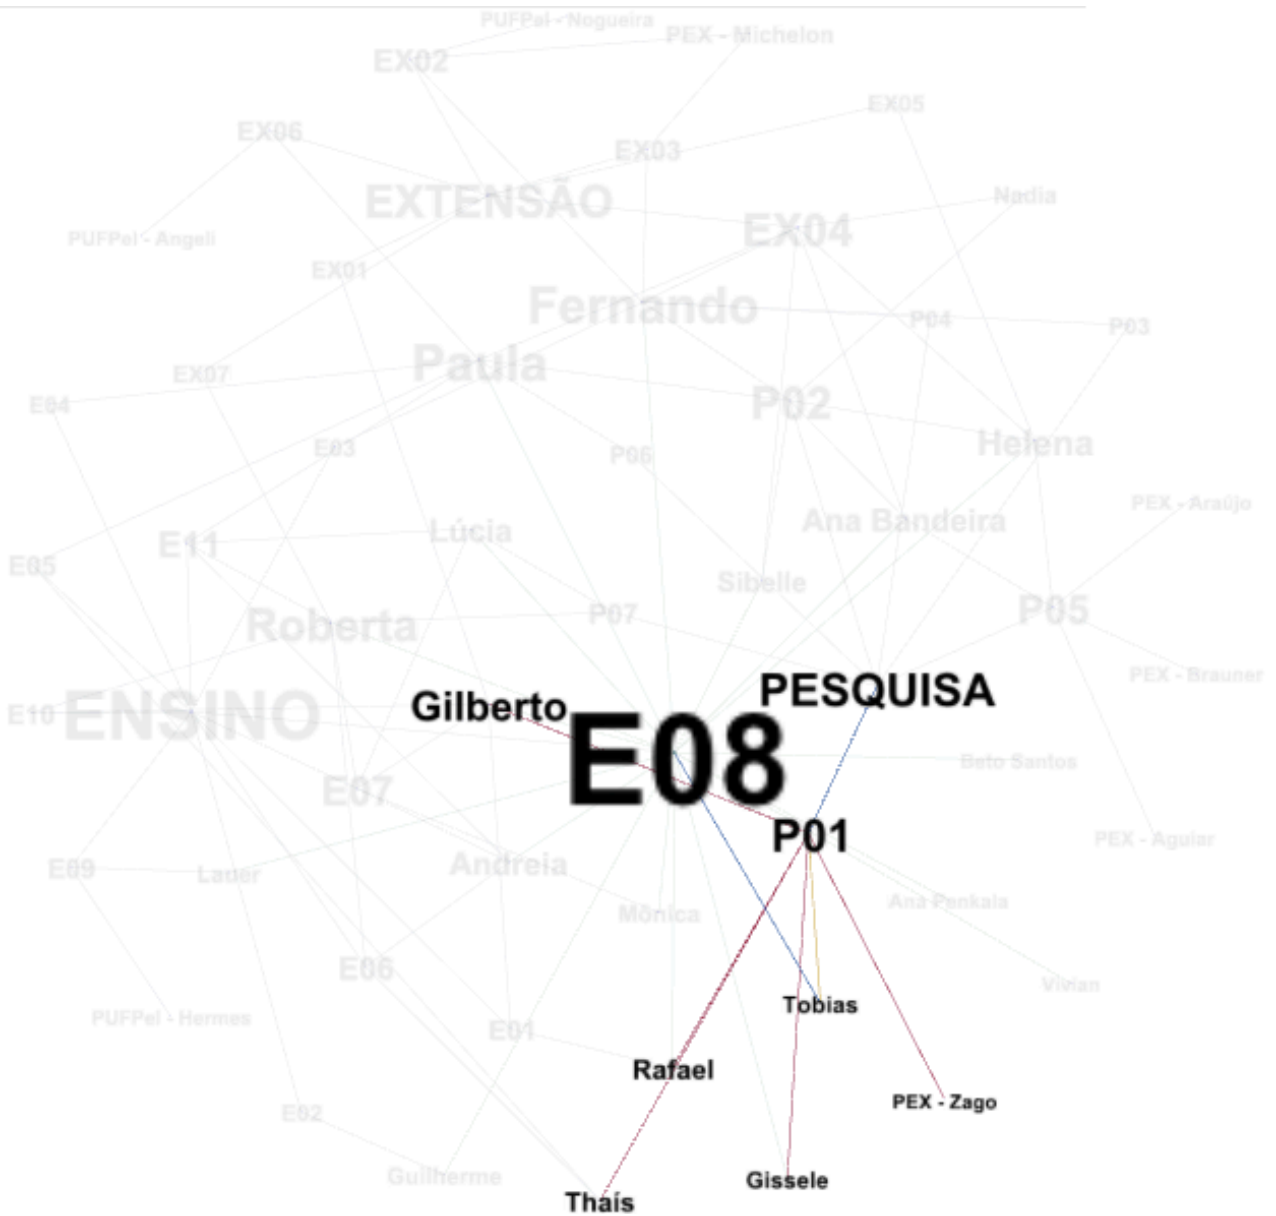 PUFPel - Nogueira
PEX - Michelon
EX02
EX05
EX06
EX03
EXTENSÃO
Nadia
EX04
PUFPel - Angeli
EX01
Fernando
P04
P03
Paula
EX07
P02
E04
E03
P06
Helena
PEX - Araújo
Ana Bandeira
Lúcia
E11
E05
Sibelle
P07
P05
Roberta
PEX - Brauner
PESQUISA
Gilberto
ENSINO
E10
E08
Beto Santos
E07
P01
PEX - Aguiar
Andreia
E09
Lauer
Ana Penkala
Mônica
E06
Vivian
Tobias
PUFPel - Hermes
E01
Rafael
PEX - Zago
E02
Guilherme
Gissele
Thaís